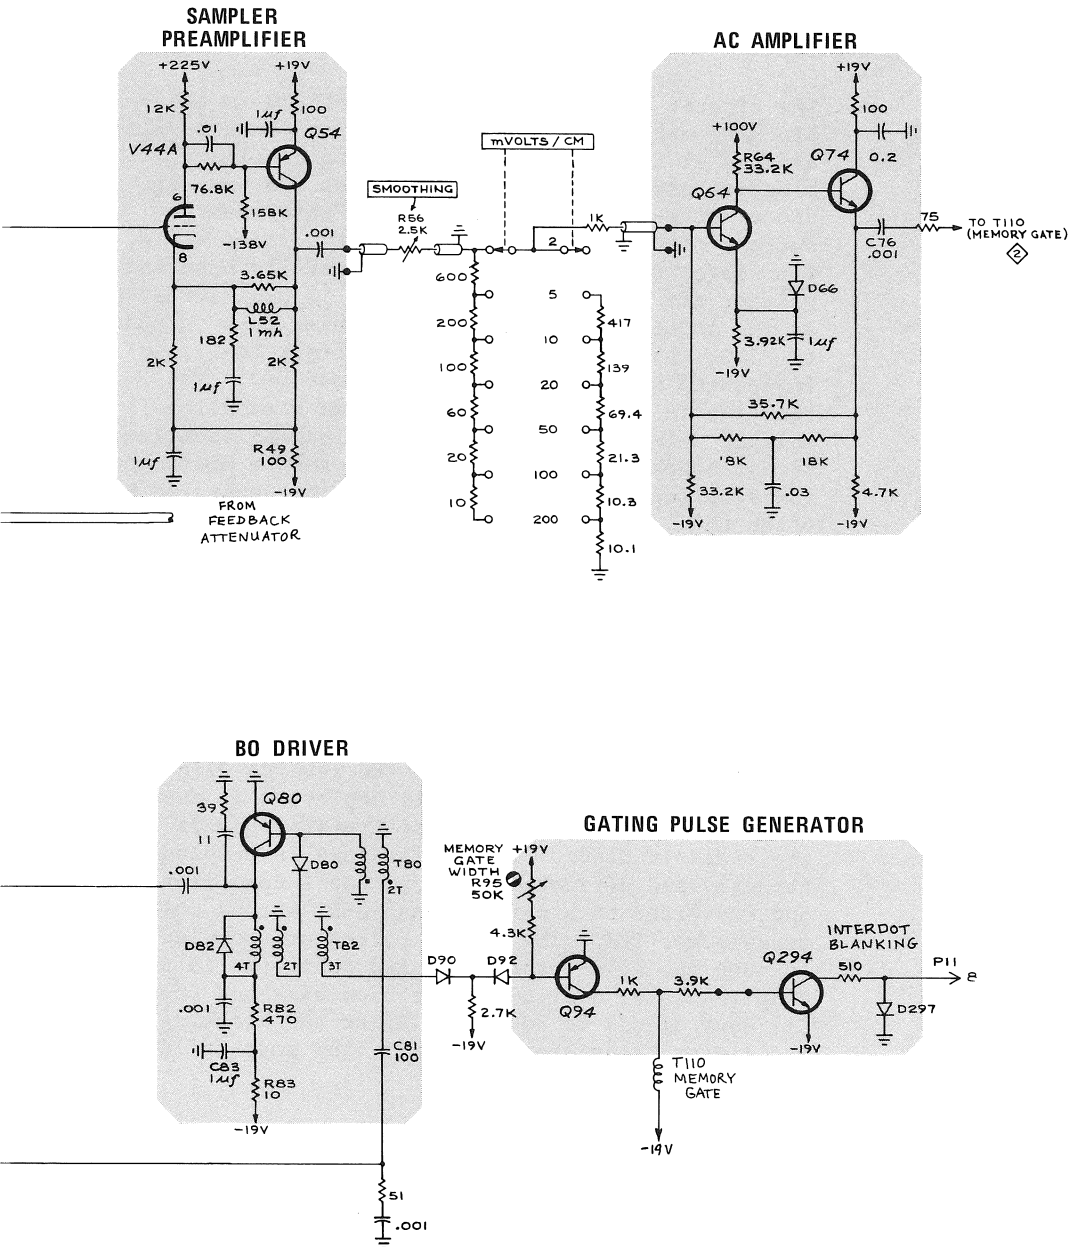 SAMPLER
PREAMPLIFIER
+225V
+19V
12K
1µf
100
.01
Q54
V44A
76.8K
158K
-138V
6
8
.001
3.65K
L52
1mh
182
2K
2K
1µf
1µf
R49
100
-19V
FROM
FEEDBACK
ATTENUATOR
SMOOTHING
R56
2.5K
mVOLTS / CM
1K
2
600
5
200
417
10
100
139
20
60
69.4
50
20
21.3
100
10
10.3
200
10.1
AC AMPLIFIER
+19V
100
+100V
R64
33.2K
Q74
0.2
Q64
75
TO T110
(MEMORY GATE)
2
C76
.001
D66
3.92K
1µf
-19V
35.7K
18K
33.2K
.03
4.7K
-19V
-19V
BO DRIVER
Q80
39
11
.001
D80
T80
2T
D82
4T
2T
3T
T82
.001
R82
470
C83
1µf
R83
10
-19V
C81
100
51
.001
GATING PULSE GENERATOR
MEMORY
GATE
WIDTH
R95
50K
+19V
4.3K
D90
D92
2.7K
-19V
Q94
1K
3.9K
Q294
INTERDOT
BLANKING
510
P11
8
D297
-19V
T110
MEMORY
GATE
-19V